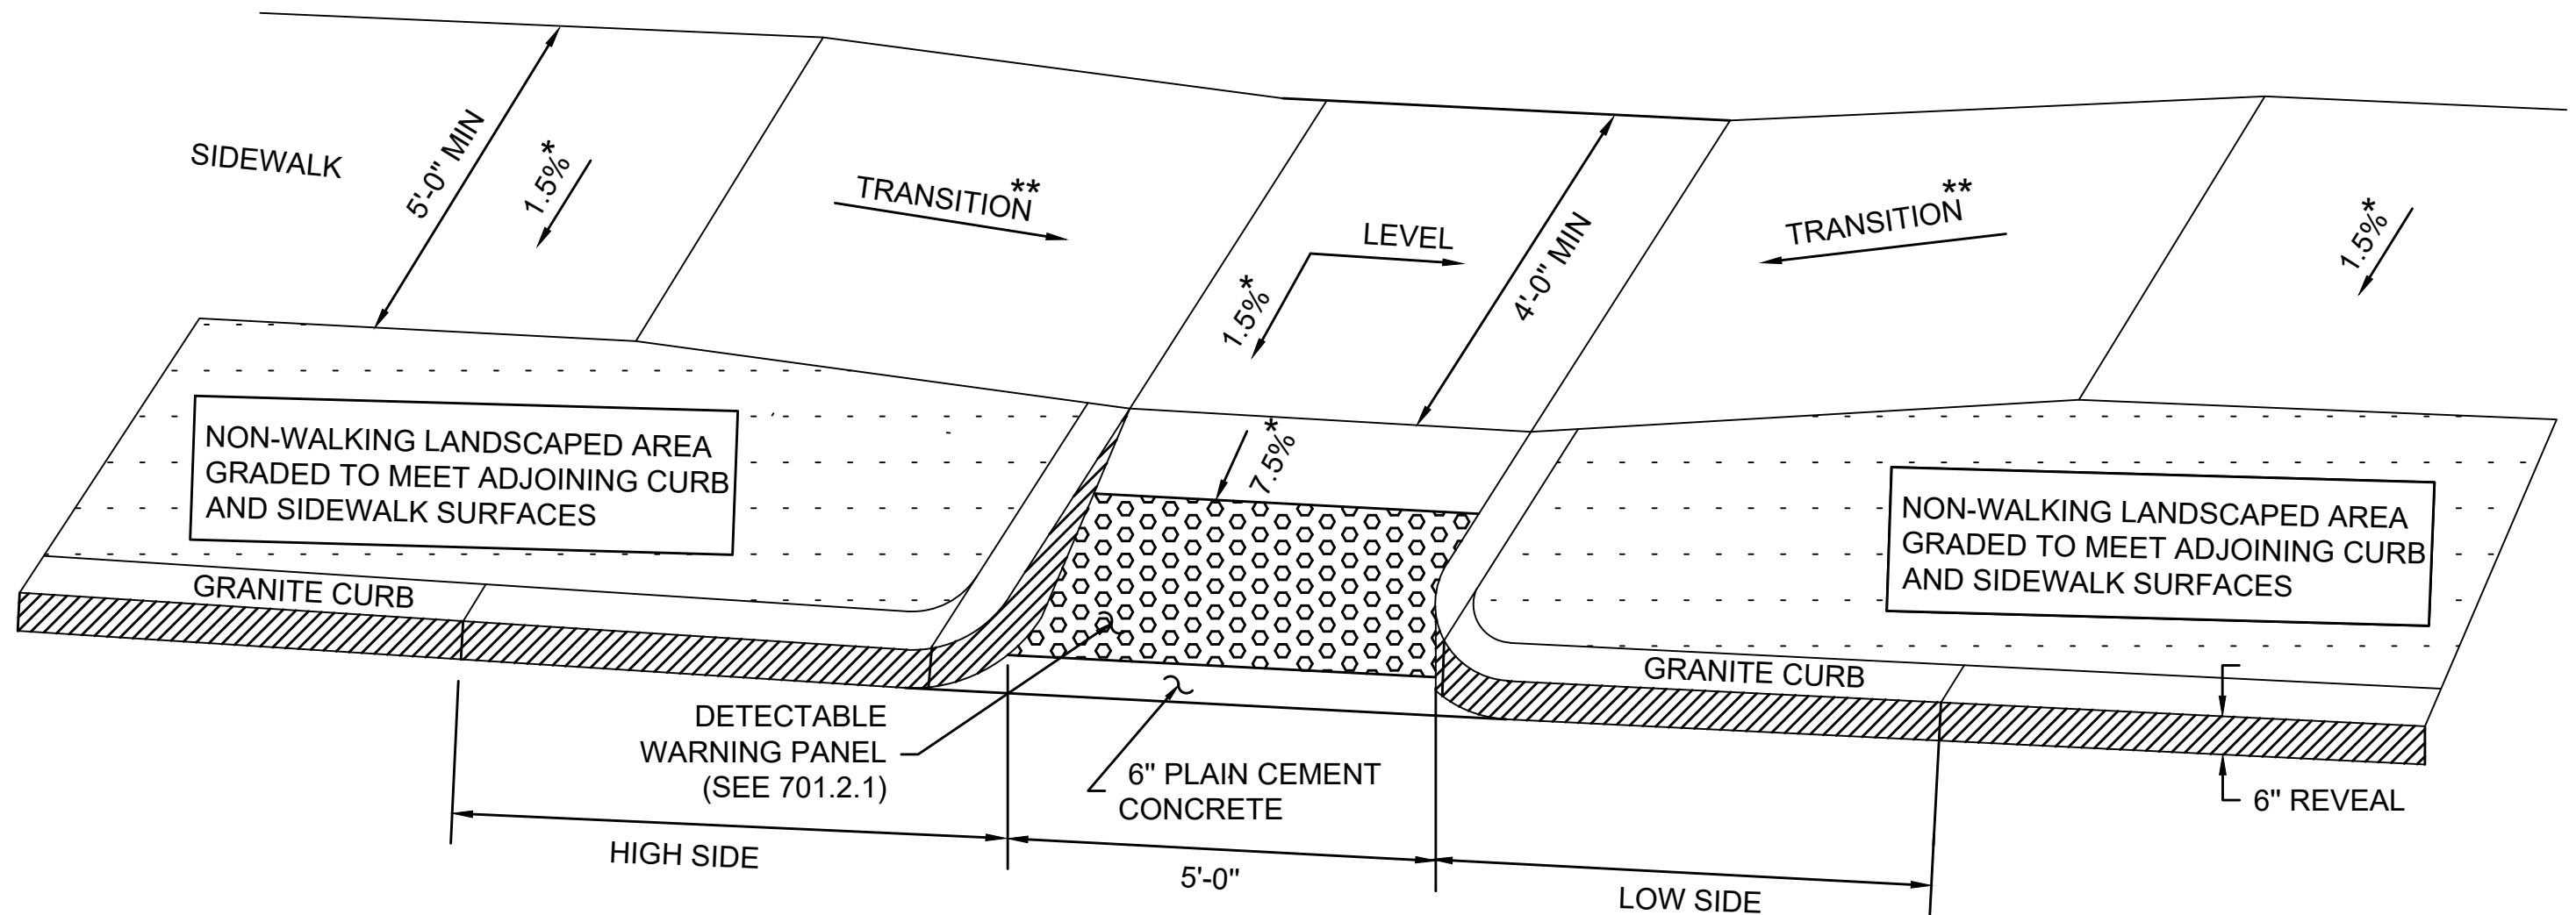 SIDEWALK
5'-0" MIN
1.5%*
TRANSITION**
LEVEL
1.5%*
4'-0" MIN
TRANSITION**
1.5%*
NON-WALKING LANDSCAPED AREA
GRADED TO MEET ADJOINING CURB
AND SIDEWALK SURFACES
7.5%*
NON-WALKING LANDSCAPED AREA
GRADED TO MEET ADJOINING CURB
AND SIDEWALK SURFACES
GRANITE CURB
GRANITE CURB
DETECTABLE
WARNING PANEL
(SEE 701.2.1)
6" PLAIN CEMENT
CONCRETE
6" REVEAL
HIGH SIDE
5'-0"
LOW SIDE